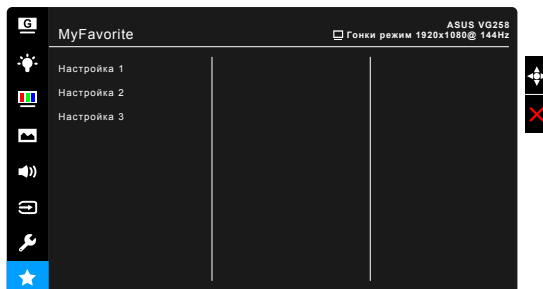 G
ASUS VG258
MyFavorite
Гонки режим 1920x1080@ 144Hz
Настройка 1
Настройка 2
Настройка 3